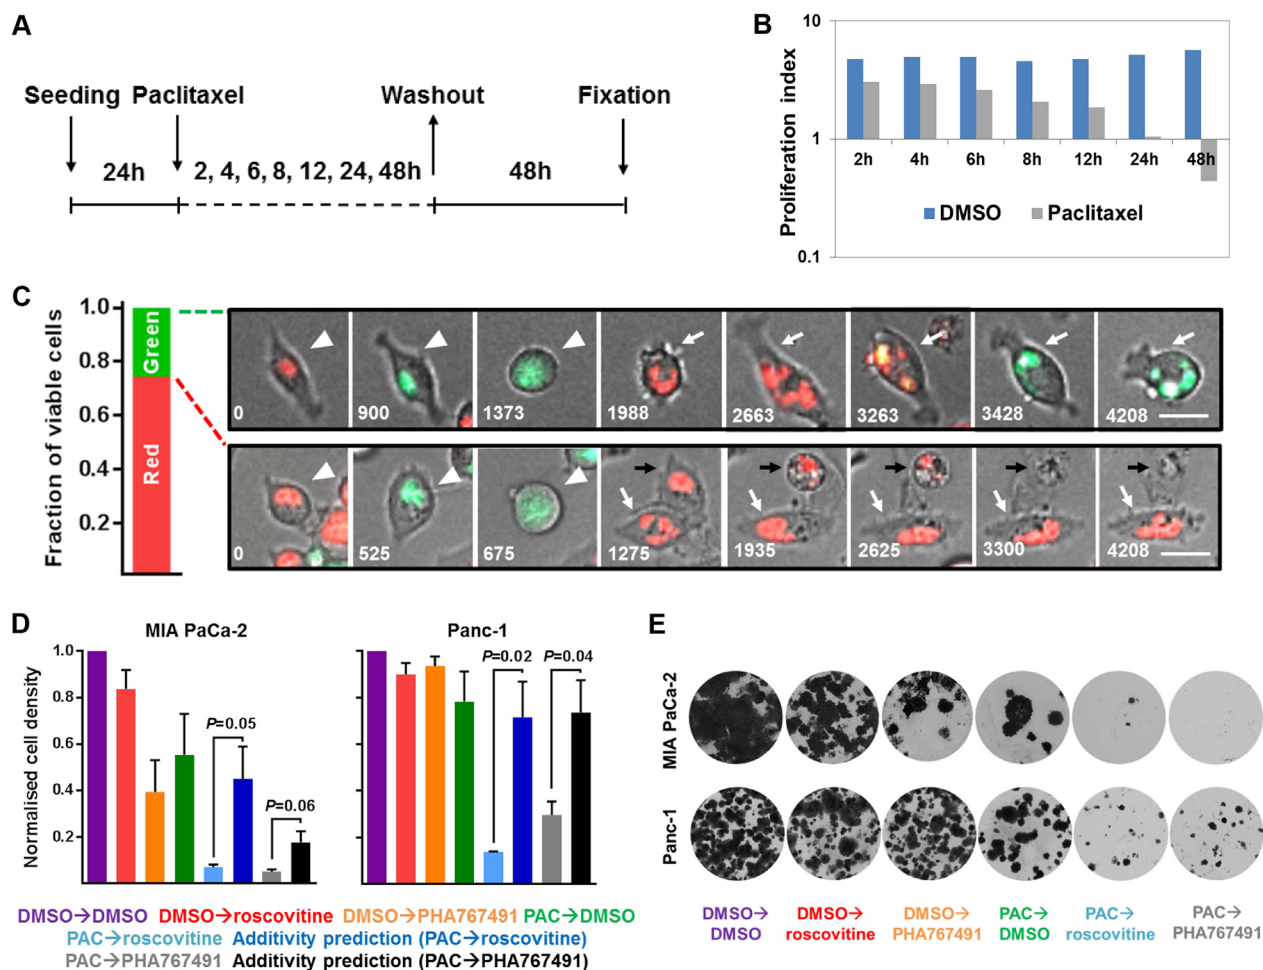 A
Seeding Paclitaxel Washout Fixation
24h 2, 4, 6, 8, 12, 24, 48h 48h
B
Proliferation index
10
1
0.1
2h 4h 6h 8h 12h 24h 48h
DMSO Paclitaxel
C
Fraction of viable cells
1.0
0.8
0.6
0.4
0.2
Green
Red
0 900 1373 1988 2663 3263 3428 4208
0 525 675 1275 1935 2625 3300 4208
D
MIA PaCa-2 Panc-1
Normalised cell density
1.0
0.8
0.6
0.4
0.2
P=0.05
P=0.06
P=0.02
P=0.04
DMSO→DMSO DMSO→roscovitine DMSO→PHA767491 PAC→DMSO
PAC→roscovitine Additivity prediction (PAC→roscovitine)
PAC→PHA767491 Additivity prediction (PAC→PHA767491)
E
MIA PaCa-2
Panc-1
DMSO→ DMSO→ DMSO→ PAC→ PAC→ PAC→
DMSO roscovitine PHA767491 DMSO roscovitine PHA767491